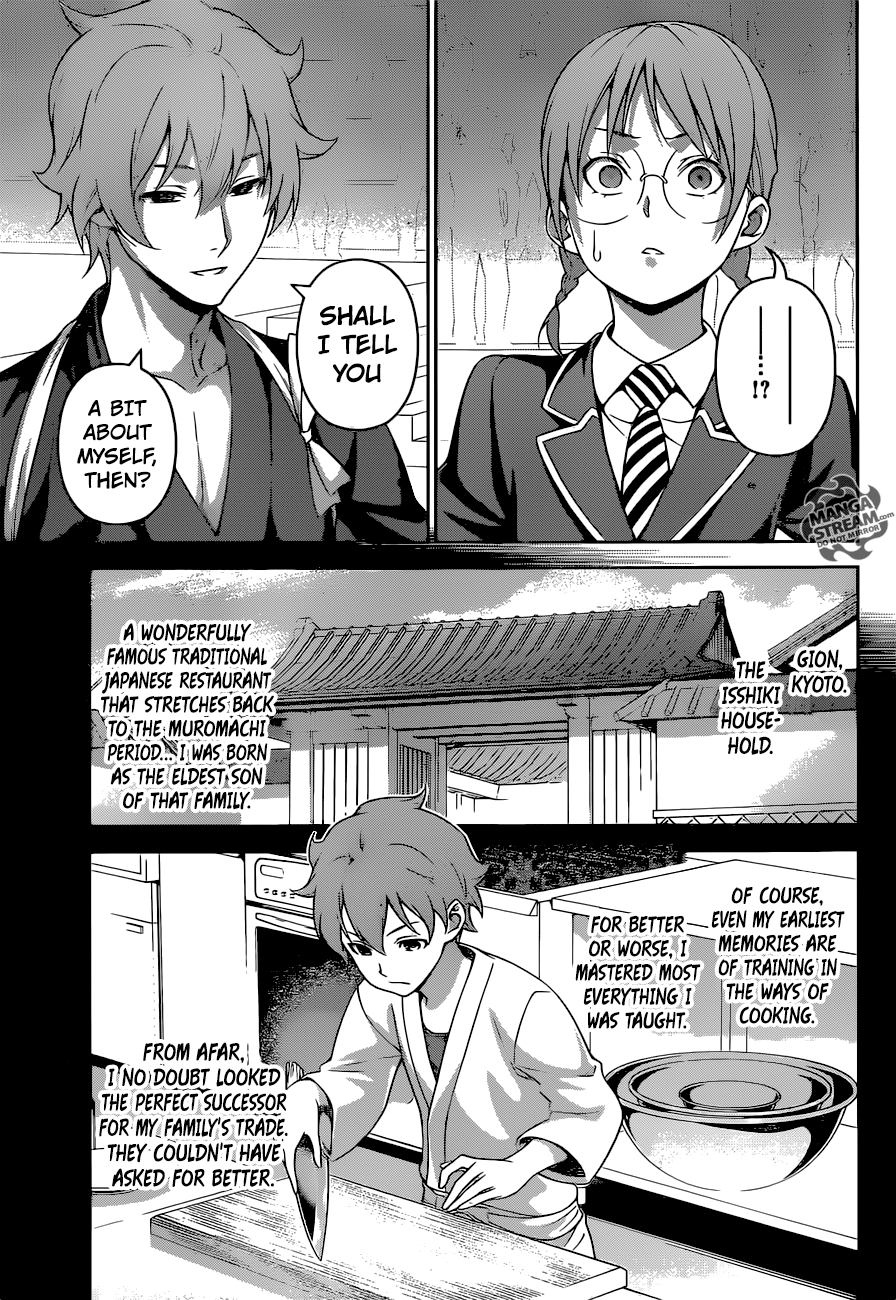 ...!?
SHALL
I TELL
YOU
A BIT
ABOUT
MYSELF,
THEN?
MANGA
STREAM.com
DO NOT MIRROR
GION,
KYOTO.
THE
ISSHIKI
HOUSE-
HOLD.
A WONDERFULLY
FAMOUS TRADITIONAL
JAPANESE RESTAURANT
THAT STRETCHES BACK
TO THE MUROMACHI
PERIOD... I WAS BORN
AS THE ELDEST SON
OF THAT FAMILY.
OF COURSE,
EVEN MY EARLIEST
MEMORIES ARE
OF TRAINING IN
THE WAYS OF
COOKING.
FOR BETTER
OR WORSE, I
MASTERED MOST
EVERYTHING I
WAS TAUGHT.
FROM AFAR,
I NO DOUBT LOOKED
THE PERFECT SUCCESSOR
FOR MY FAMILY'S TRADE.
THEY COULDN'T HAVE
ASKED FOR BETTER.